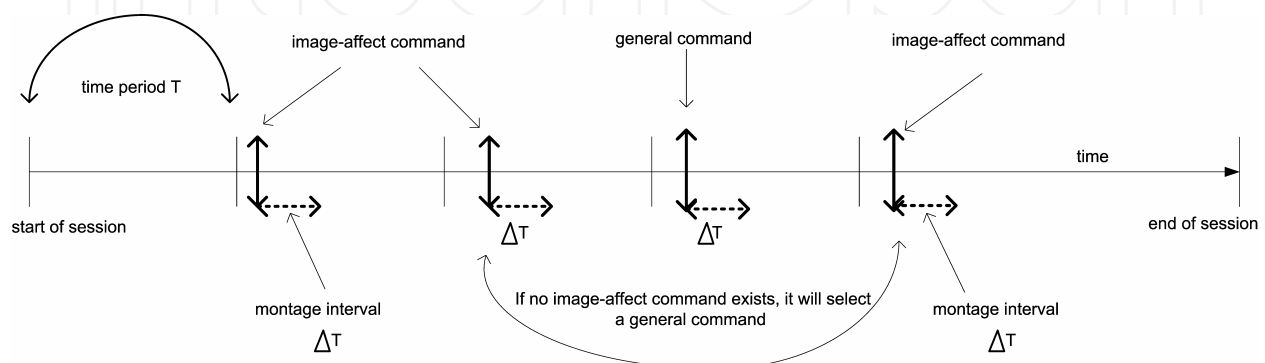 image-affect command
general command
image-affect command
time period T
time
start of session
end of session
ΔT
ΔT
montage interval
ΔT
If no image-affect command exists, it will select
a general command
montage interval
ΔT